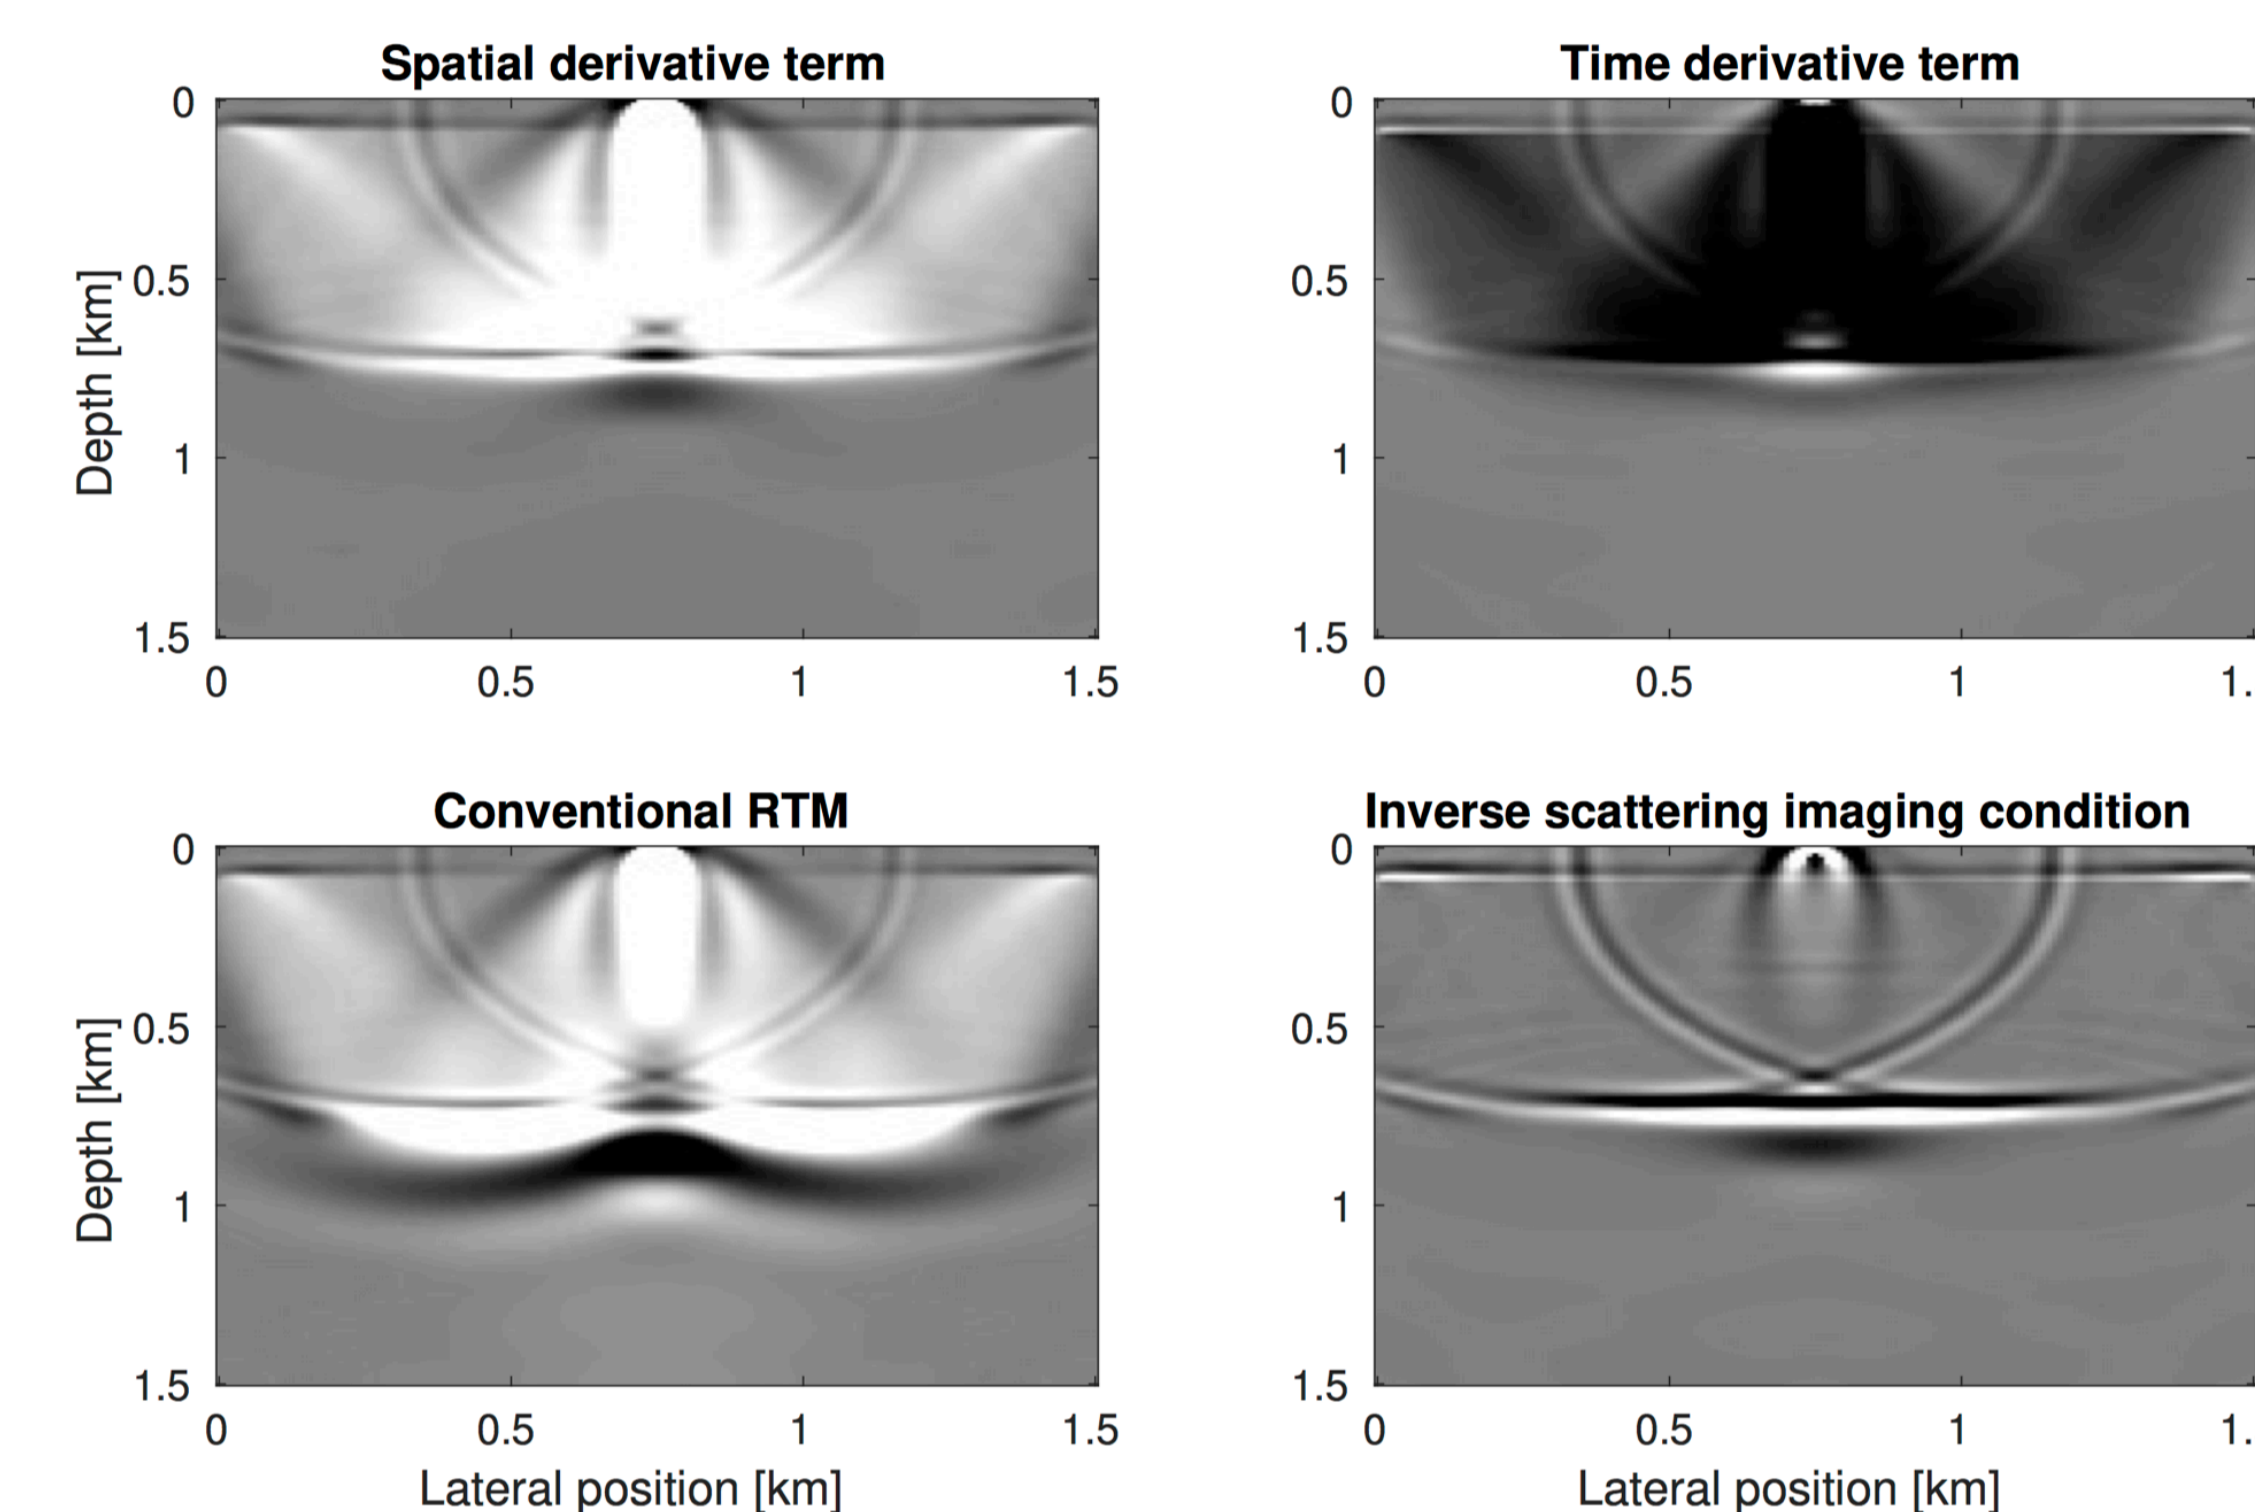 Spatial derivative term
Time derivative term
0
0.5
1
1.5
Depth [km]
0 0.5 1 1.5
0
0.5
1
1.5
0 0.5 1 1.
Conventional RTM
Inverse scattering imaging condition
0
0.5
1
1.5
Depth [km]
0 0.5 1 1.5
Lateral position [km]
0
0.5
1
1.5
0 0.5 1 1.
Lateral position [km]